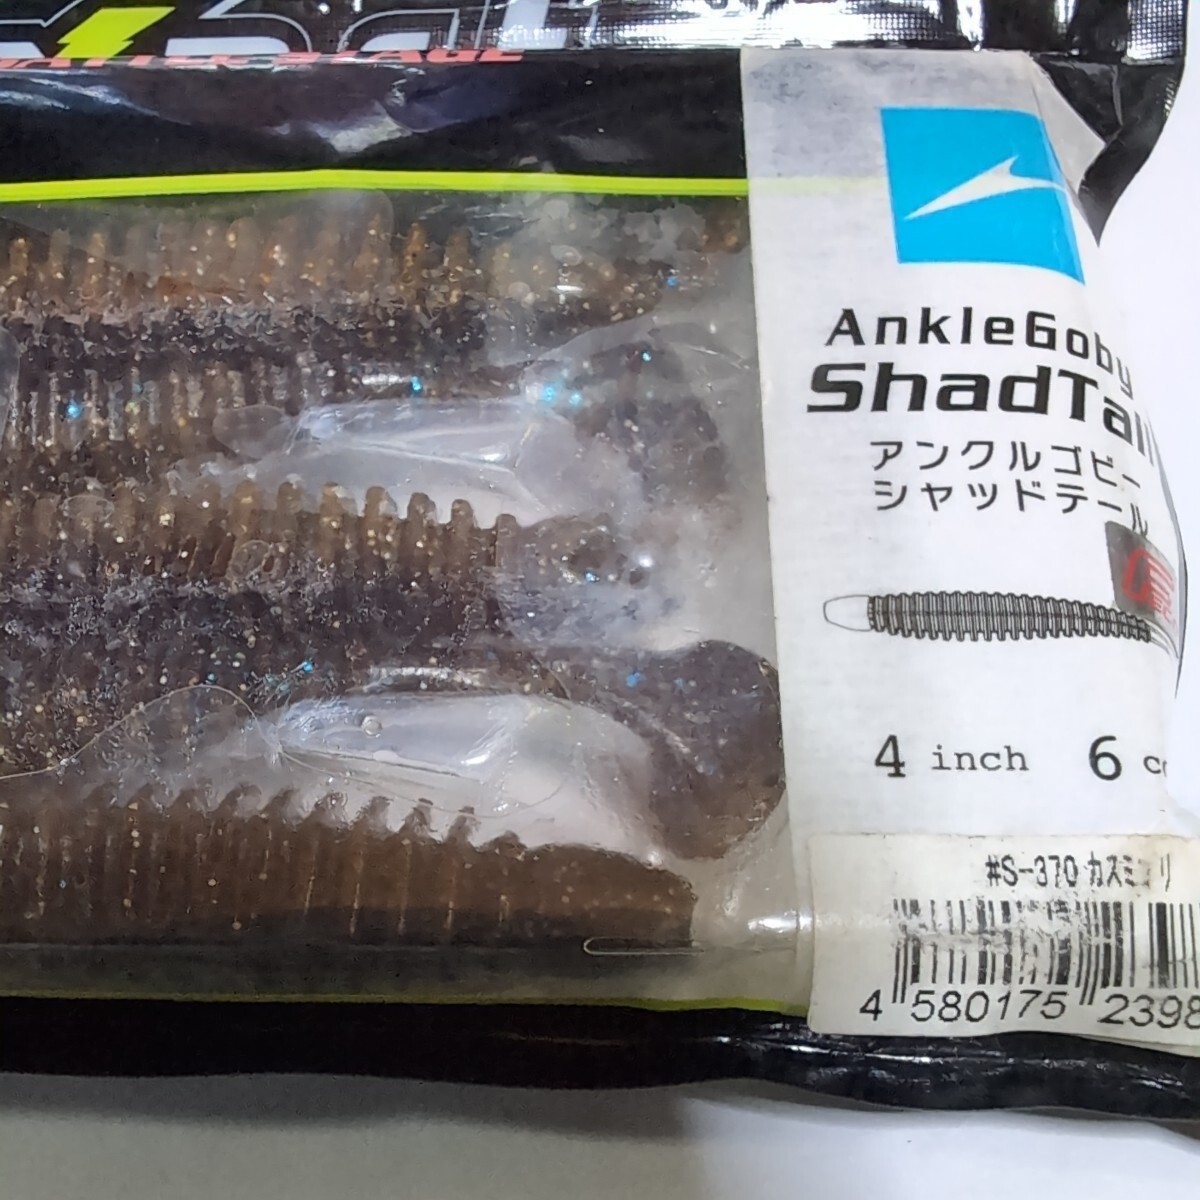 AnkleGoby
ShadTail
アンクルゴビー
シャッドテール
4 inch 6
#S-370 カスミ
4 580175 2398